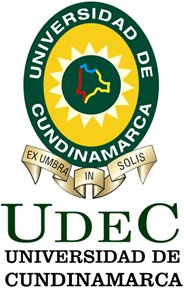 UNIVERSIDAD DE
CUNDINAMARCA
EX UMBRA IN SOLIS
UDEC
UNIVERSIDAD DE
CUNDINAMARCA